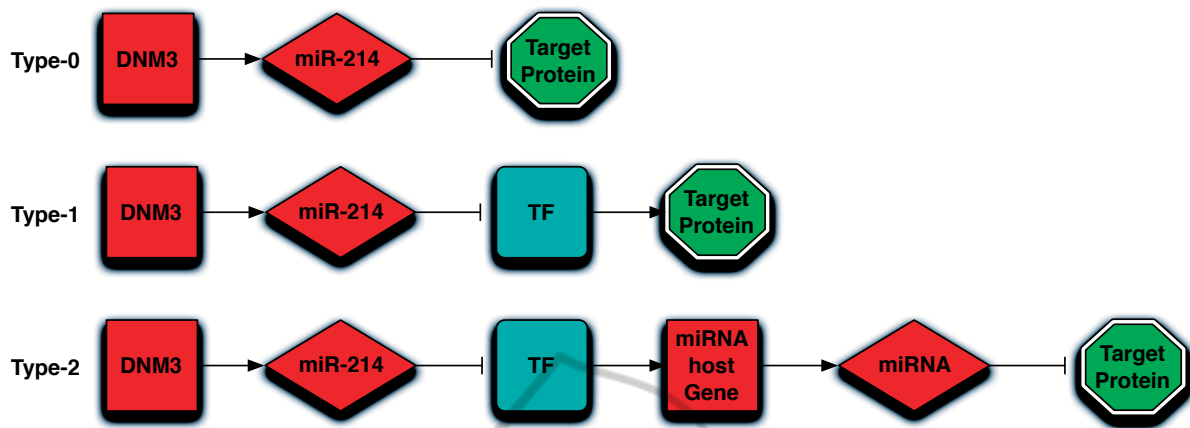 Type-0
DNM3
miR-214
Target
Protein
Type-1
DNM3
miR-214
TF
Target
Protein
Type-2
DNM3
miR-214
TF
miRNA
host
Gene
miRNA
Target
Protein